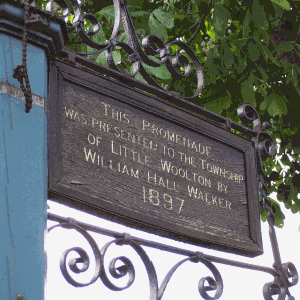 THIS PROMENADE
WAS PRESENTED TO THE TOWNSHIP
OF LITTLE WOOLTON BY
WILLIAM HALL WALKER
1897